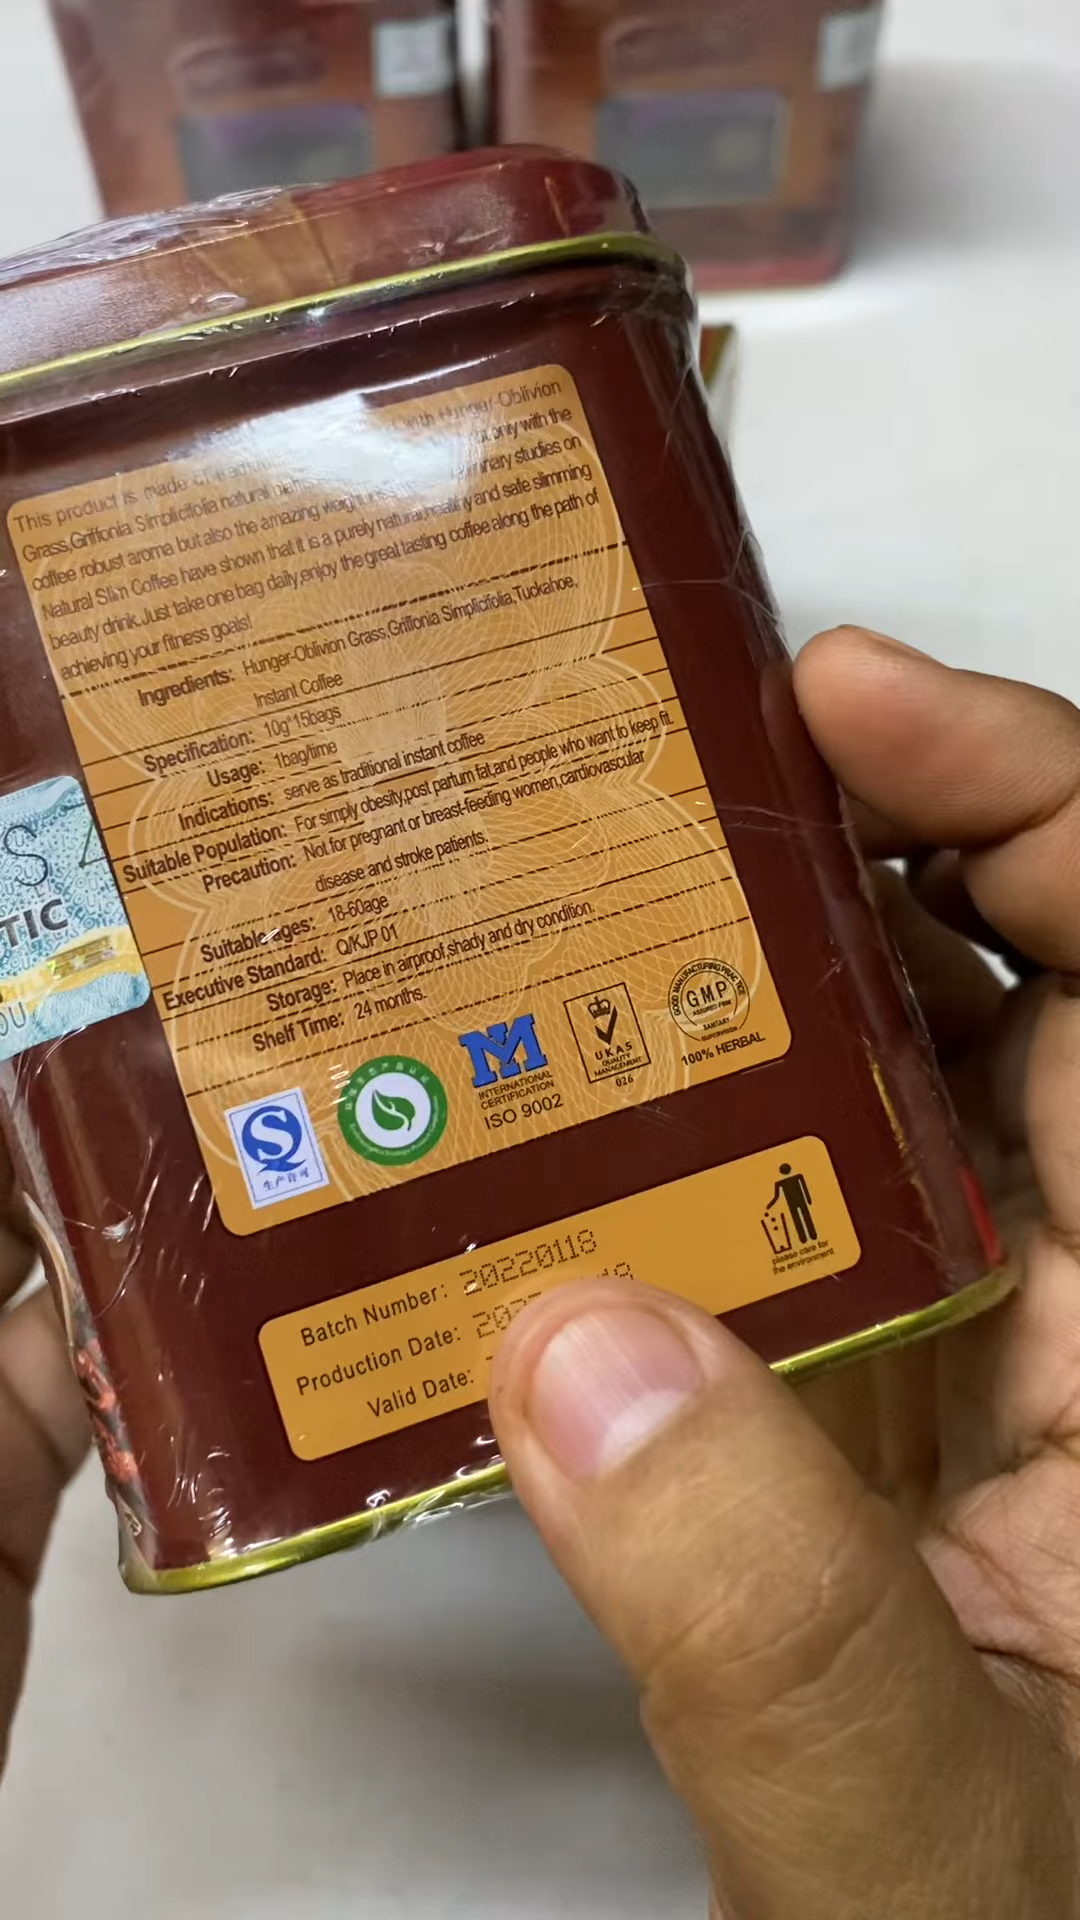 This product is made of with Hunger-Oblivion
Grass,Griffonia Simplicifolia natural only with the
coffee robust aroma but also the amazing studies on
Natural Slim Coffee have shown that it is a purely natural,healthy and safe slimming
beauty drink.Just take one bag daily,enjoy the great tasting coffee along the path of
achieving your fitness goals!
Ingredients: Hunger-Oblivion Grass,Griffonia Simplicifolia,Tuckahoe,
Instant Coffee
Specification: 10g*15bags
Usage: 1bag/time
Indications: serve as traditional instant coffee
Suitable Population: For simply obesity,post partum fat,and people who want to keep fit.
Precaution: Not for pregnant or breast-feeding women,cardiovascular
disease and stroke patients.
Suitable ages: 18-60age
Executive Standard: Q/KJP 01
Storage: Place in airproof,shady and dry condition.
Shelf Time: 24 months.
S
TIC
OU
生产许可
INTERNATIONAL
CERTIFICATION
ISO 9002
UKAS
QUALITY
MANAGEMENT
026
GOOD MANUFACTURING PRACTICE
GMP
ASSURED FIRM
SANITARY
SUPERVISION
100% HERBAL
Batch Number: 20220118
Production Date:
Valid Date:
please care for
the environment